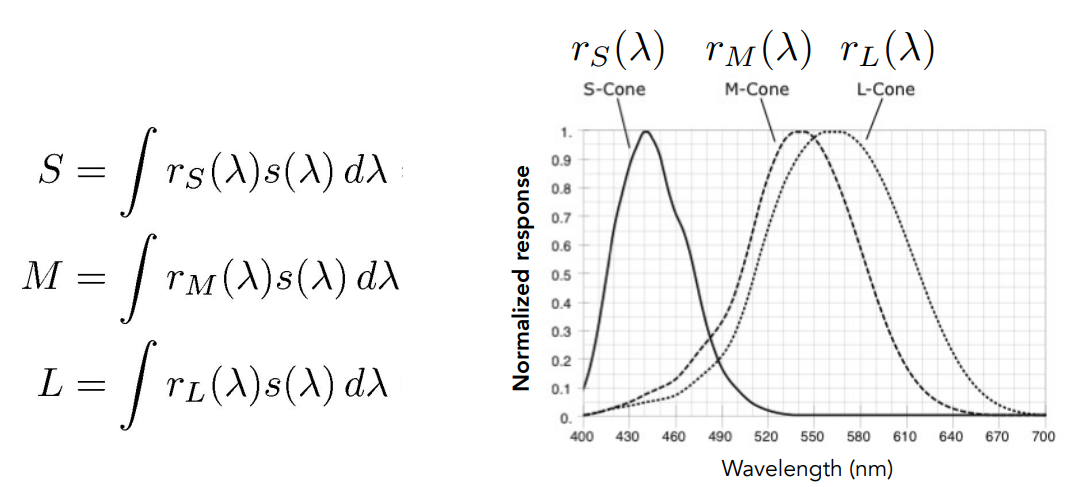 S = ∫ r_S(λ)s(λ) dλ
M = ∫ r_M(λ)s(λ) dλ
L = ∫ r_L(λ)s(λ) dλ
r_S(λ) r_M(λ) r_L(λ)
S-Cone M-Cone L-Cone
Normalized response
1.
0.9
0.8
0.7
0.6
0.5
0.4
0.3
0.2
0.1
0.
400 430 460 490 520 550 580 610 640 670 700
Wavelength (nm)